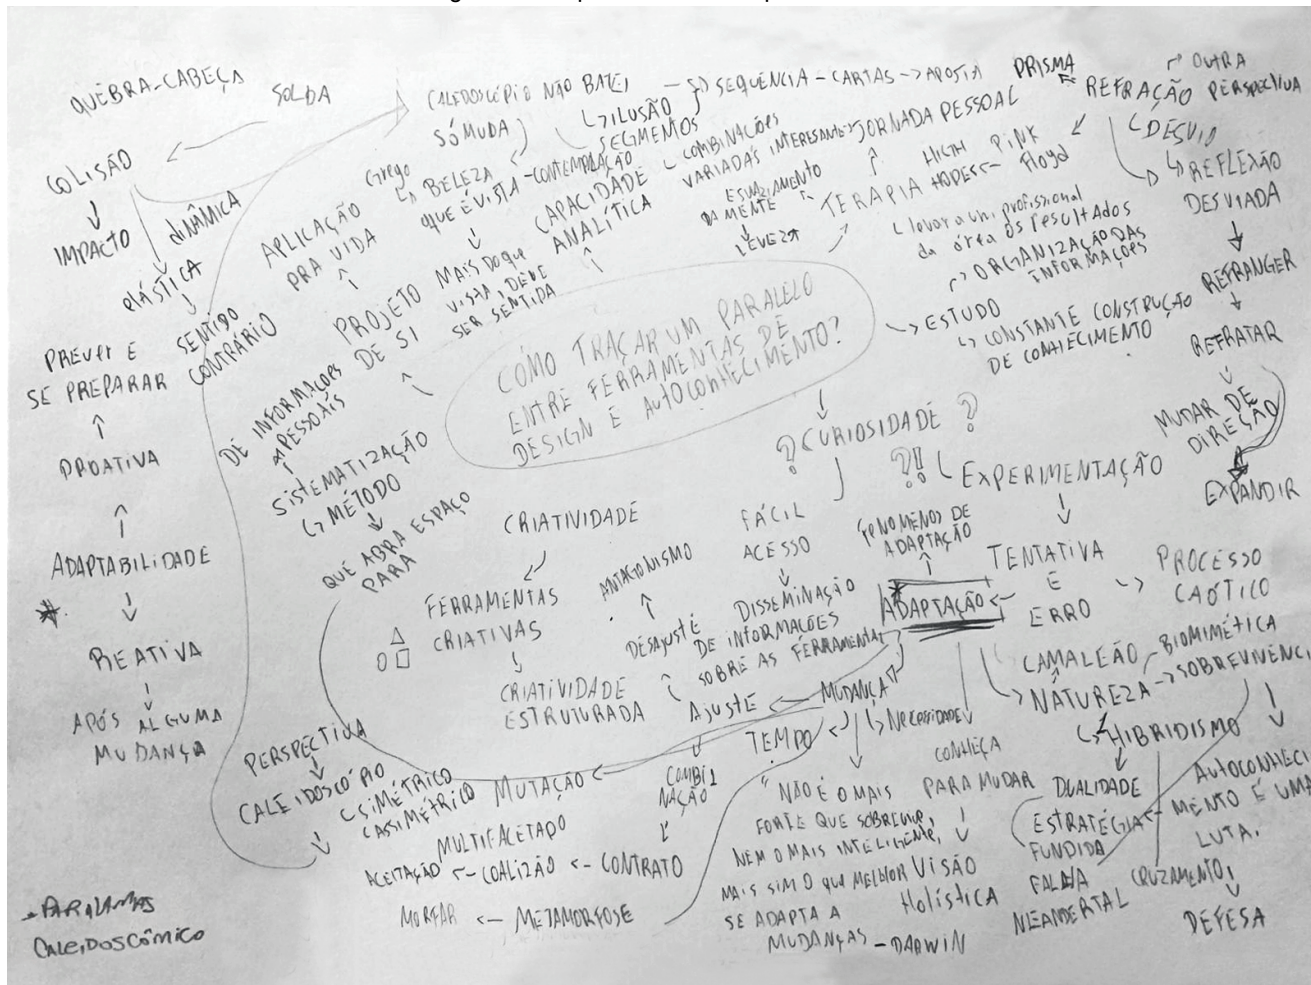 QUEBRA-CABEÇA
SOLDA
COLISÃO
IMPACTO
DINÂMICA
PLÁSTICA
SENTIDO
CONTRÁRIO
PREVER E
SE PREPARAR
PROATIVA
ADAPTABILIDADE
REATIVA
APÓS ALGUMA
MUDANÇA
CALEIDOSCÓPIO NÃO BATE,
SÓ MUDA
ILUSÃO
SEGMENTOS
SEQUÊNCIA - CARTAS -> APOSTA
Grego
BELEZA
QUE É VISTA - CONTEMPLAÇÃO
MAIS DO QUE
VISTA, DEVE
SER SENTIDA
CAPACIDADE
ANALÍTICA
COMBINAÇÕES
VARIADAS INTERESSANTES
APLICAÇÃO
PRA VIDA
PROJETO
DE SI
DE INFORMAÇÕES
PESSOAIS
SISTEMATIZAÇÃO
MÉTODO
QUE ABRA ESPAÇO
PARA
JORNADA PESSOAL
TERAPIA
ESVAZIAMENTO
DA MENTE
LEVEZA
HIGH
HOPES
PINK
Floyd
levar a um profissional
da área os resultados
ORGANIZAÇÃO DAS
INFORMAÇÕES
ESTUDO
CONSTANTE CONSTRUÇÃO
DE CONHECIMENTO
PRISMA
REFRAÇÃO
OUTRA
PERSPECTIVA
DESVIO
REFLEXÃO
DESVIADA
REFRANGER
REFRATAR
MUDAR DE
DIREÇÃO
EXPANDIR
COMO TRAÇAR UM PARALELO
ENTRE FERRAMENTAS DE
DESIGN E AUTOCONHECIMENTO?
? CURIOSIDADE ?
?!!
EXPERIMENTAÇÃO
TENTATIVA
E
ERRO
PROCESSO
CAÓTICO
FENÔMENOS DE
ADAPTAÇÃO
ADAPTAÇÃO
FÁCIL
ACESSO
DISSEMINAÇÃO
DE INFORMAÇÕES
SOBRE AS FERRAMENTAS
CRIATIVIDADE
FERRAMENTAS
CRIATIVAS
CRIATIVIDADE
ESTRUTURADA
ANTAGONISMO
DESAJUSTE
AJUSTE
MUDANÇA
NECESSIDADE
TEMPO
CAMALEÃO
BIOMIMÉTICA
NATUREZA -> SOBREVIVÊNCI
HIBRIDISMO
DUALIDADE
ESTRATÉGIA
FUNDIDA
FALHA
NEANDERTAL
CRUZAMENTO,
AUTOCONHECI
MENTO É UMA
LUTA.
DEFESA
CONHEÇA
PARA MUDAR
VISÃO
Holística
"NÃO É O MAIS
FORTE QUE SOBREVIVE,
NEM O MAIS INTELIGENTE,
MAIS SIM O QUE MELHOR
SE ADAPTA A
MUDANÇAS - DARWIN
COMBI
NAÇÃO
CONTRATO
COALIZÃO
ACEITAÇÃO
MUTAÇÃO
MULTIFACETADO
METAMORFOSE
MORFAR
PERSPECTIVA
CALEIDOSCÓPIO
SIMÉTRICO
ASSIMÉTRICO
PARALAMAS
CALEIDOSCÔMICO